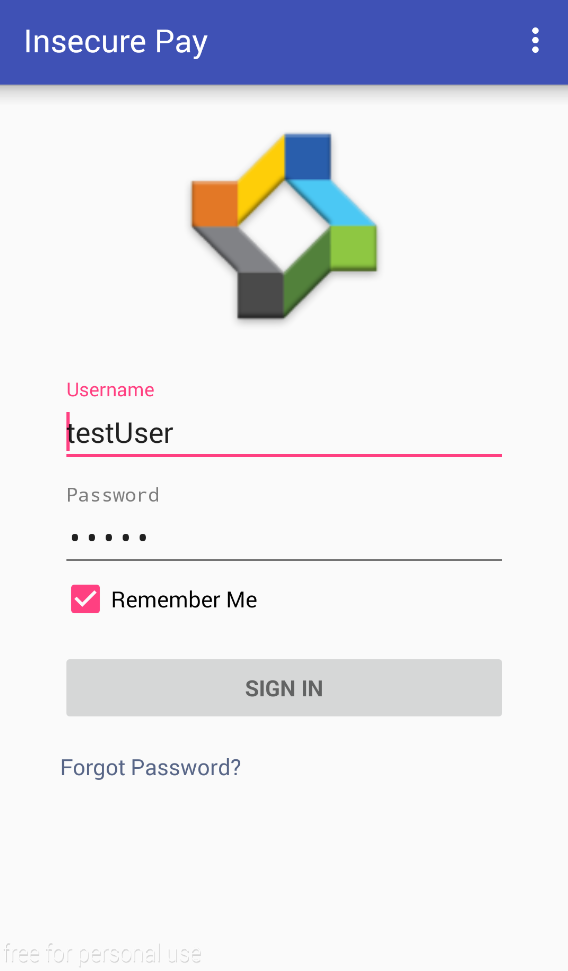 Insecure Pay
Username
testUser
Password
•••••
Remember Me
SIGN IN
Forgot Password?
free for personal use